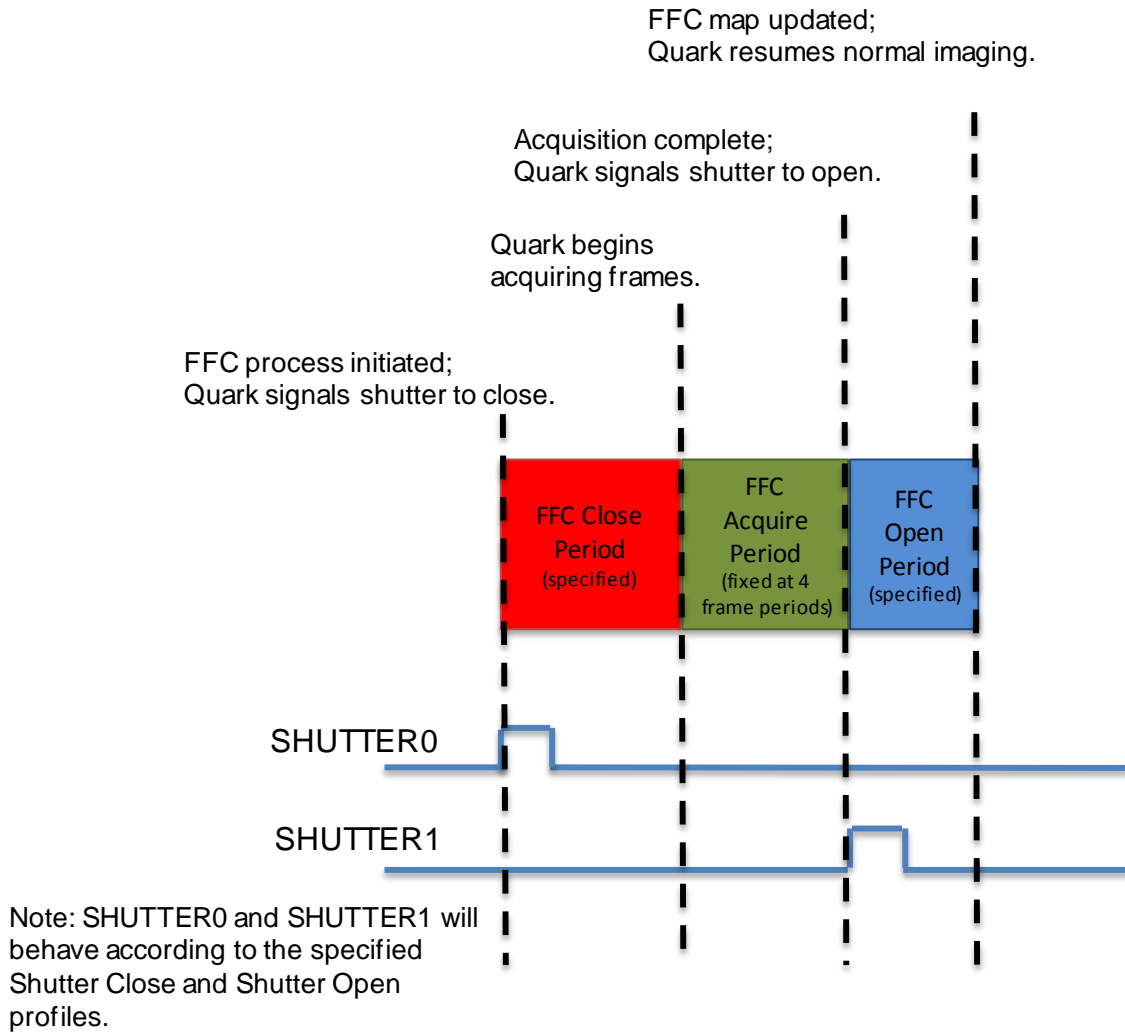 FFC map updated;
Quark resumes normal imaging.
Acquisition complete;
Quark signals shutter to open.
Quark begins
acquiring frames.
FFC process initiated;
Quark signals shutter to close.
FFC Close
Period
(specified)
FFC
Acquire
Period
(fixed at 4
frame periods)
FFC
Open
Period
(specified)
SHUTTER0
SHUTTER1
Note: SHUTTER0 and SHUTTER1 will
behave according to the specified
Shutter Close and Shutter Open
profiles.